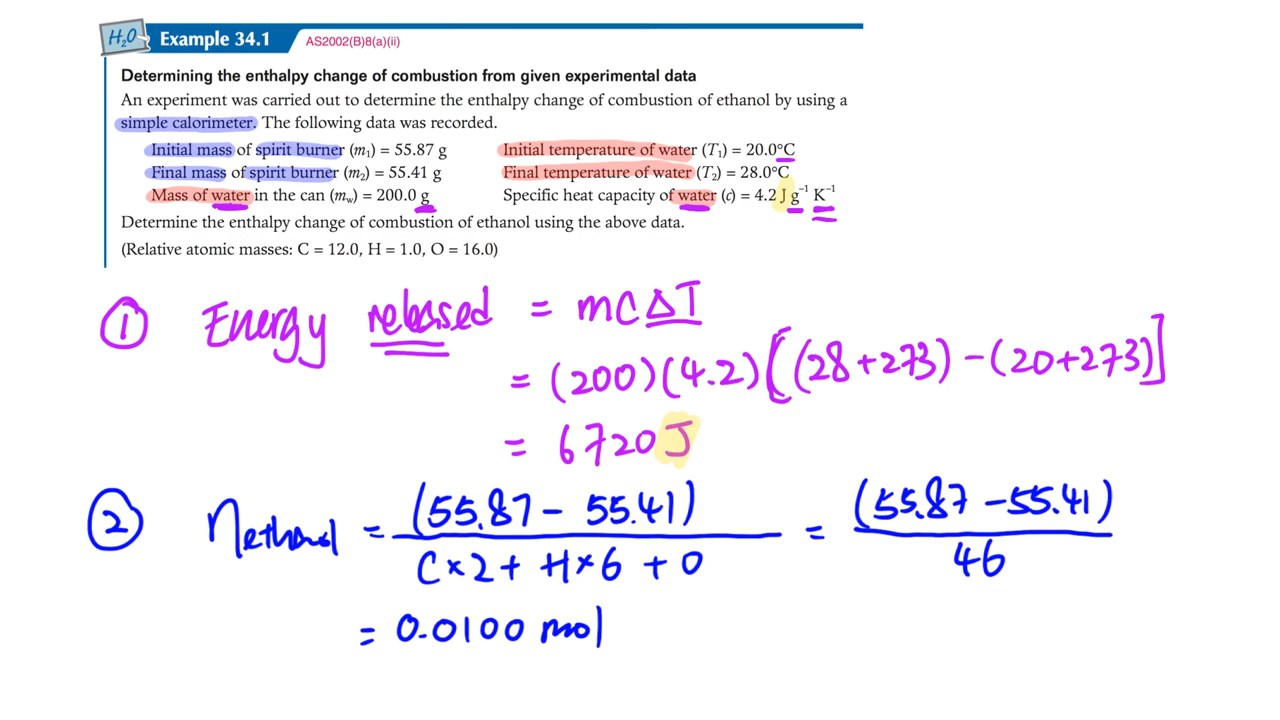 H₂O Example 34.1 AS2002(B)8(a)(ii)
Determining the enthalpy change of combustion from given experimental data
An experiment was carried out to determine the enthalpy change of combustion of ethanol by using a
simple calorimeter. The following data was recorded.
Initial mass of spirit burner (m₁) = 55.87 g Initial temperature of water (T₁) = 20.0°C
Final mass of spirit burner (m₂) = 55.41 g Final temperature of water (T₂) = 28.0°C
Mass of water in the can (m_w) = 200.0 g Specific heat capacity of water (c) = 4.2 J g⁻¹ K⁻¹
Determine the enthalpy change of combustion of ethanol using the above data.
(Relative atomic masses: C = 12.0, H = 1.0, O = 16.0)
① Energy released = mcΔT
= (200)(4.2)[(28+273) - (20+273)]
= 6720 J
② n ethanol = (55.87 - 55.41) / (C×2 + H×6 + O) = (55.87 - 55.41) / 46
= 0.0100 mol